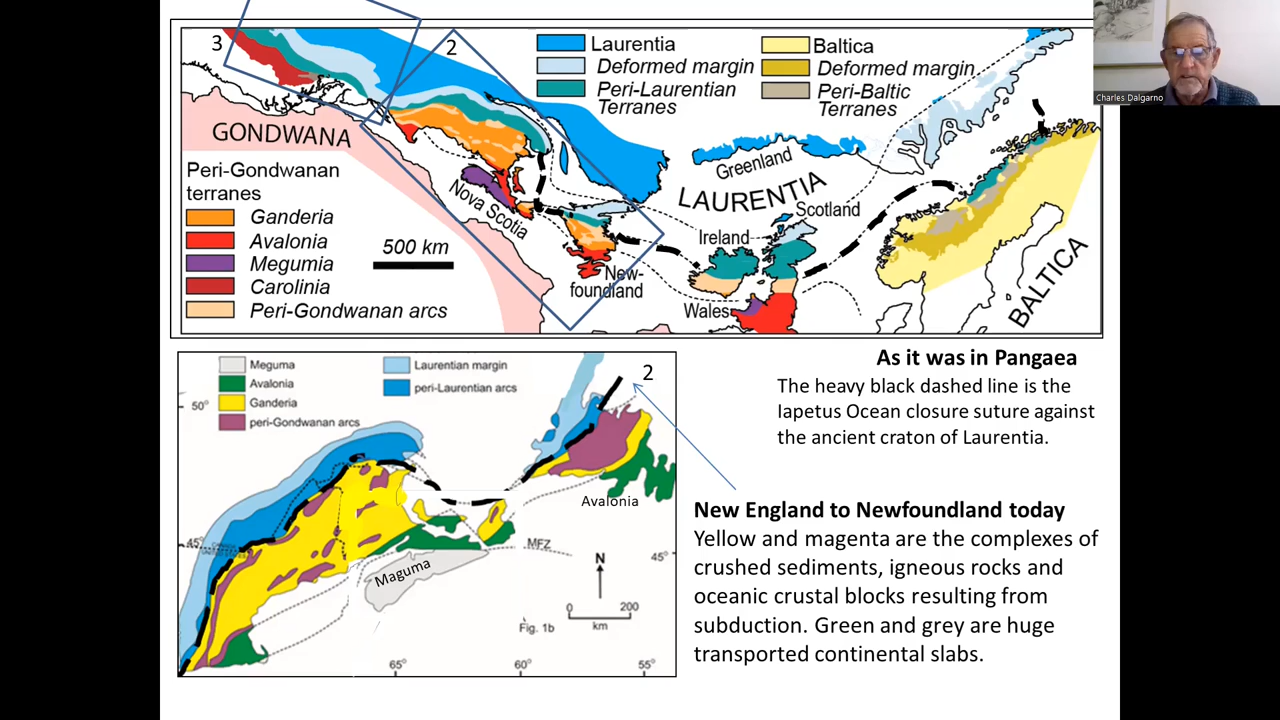 3
2
Laurentia
Deformed margin
Peri-Laurentian
Terranes
Baltica
Deformed margin
Peri-Baltic
Terranes
Charles Dalgarno
GONDWANA
Peri-Gondwanan
terranes
Ganderia
Avalonia
Megumia
Carolinia
Peri-Gondwanan arcs
500 km
Nova Scotia
New-
foundland
Greenland
LAURENTIA
Scotland
Ireland
Wales
BALTICA
As it was in Pangaea
The heavy black dashed line is the
Iapetus Ocean closure suture against
the ancient craton of Laurentia.
Meguma
Avalonia
Ganderia
peri-Gondwanan arcs
Laurentian margin
peri-Laurentian arcs
2
50°
45°
Avalonia
MFZ
45°
Maguma
N
0 200
km
Fig. 1b
65°
60°
55°
New England to Newfoundland today
Yellow and magenta are the complexes of
crushed sediments, igneous rocks and
oceanic crustal blocks resulting from
subduction. Green and grey are huge
transported continental slabs.